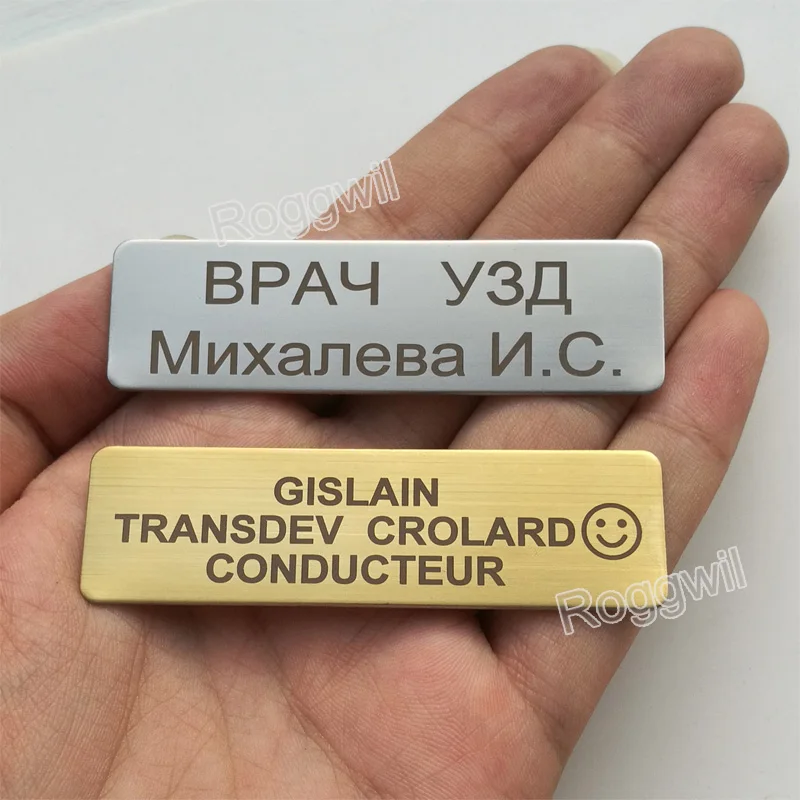 Roggwil
ВРАЧ УЗД
Михалева И.С.
GISLAIN
TRANSDEV CROLARD
CONDUCTEUR
Roggwil